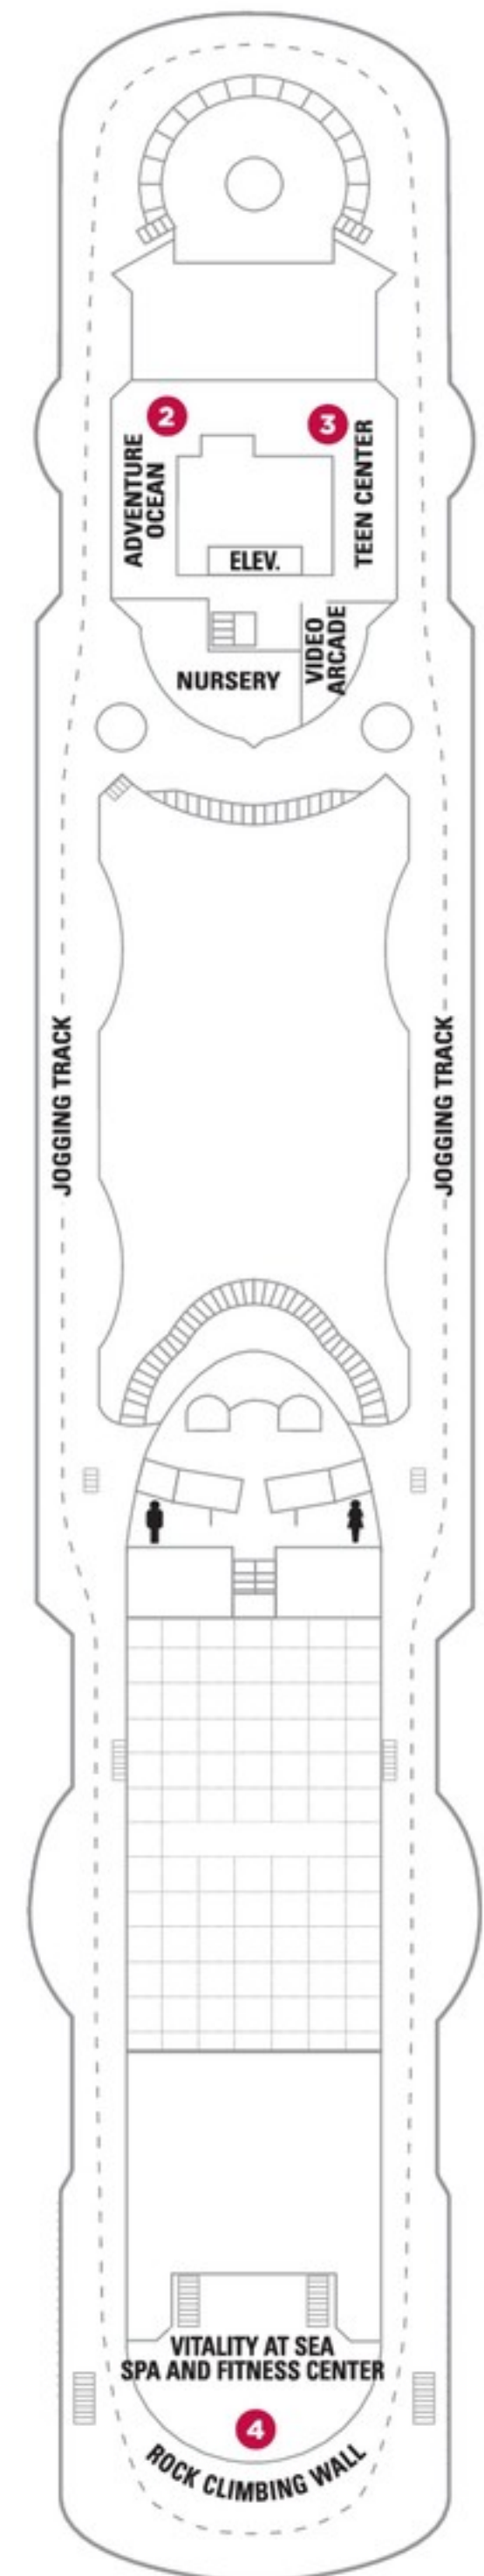 2
3
ADVENTURE
OCEAN
TEEN CENTER
ELEV.
NURSERY
VIDEO
ARCADE
JOGGING TRACK
JOGGING TRACK
VITALITY AT SEA
SPA AND FITNESS CENTER
4
ROCK CLIMBING WALL